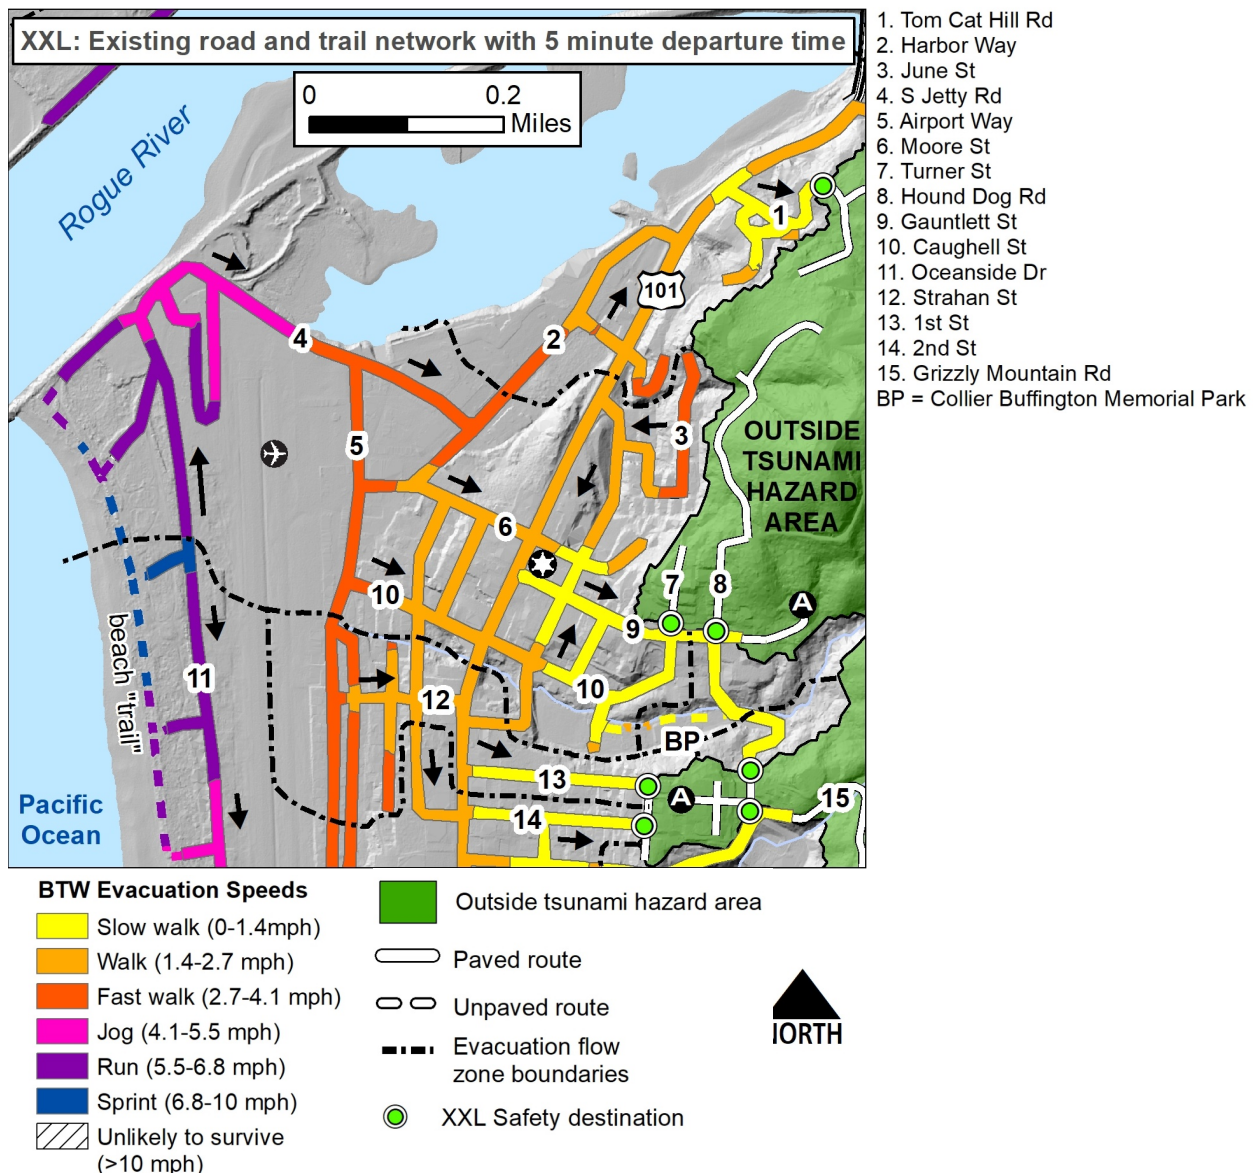 XXL: Existing road and trail network with 5 minute departure time
0 0.2
Miles
Rogue River
1
101
2
4
3
5
OUTSIDE
TSUNAMI
HAZARD
AREA
6
7 8
10
A
9
beach "trail"
11
10
12
BP
13
A
15
14
Pacific
Ocean
1. Tom Cat Hill Rd
2. Harbor Way
3. June St
4. S Jetty Rd
5. Airport Way
6. Moore St
7. Turner St
8. Hound Dog Rd
9. Gauntlett St
10. Caughell St
11. Oceanside Dr
12. Strahan St
13. 1st St
14. 2nd St
15. Grizzly Mountain Rd
BP = Collier Buffington Memorial Park
BTW Evacuation Speeds
Slow walk (0-1.4mph)
Walk (1.4-2.7 mph)
Fast walk (2.7-4.1 mph)
Jog (4.1-5.5 mph)
Run (5.5-6.8 mph)
Sprint (6.8-10 mph)
Unlikely to survive
(>10 mph)
Outside tsunami hazard area
Paved route
Unpaved route
Evacuation flow
zone boundaries
XXL Safety destination
NORTH